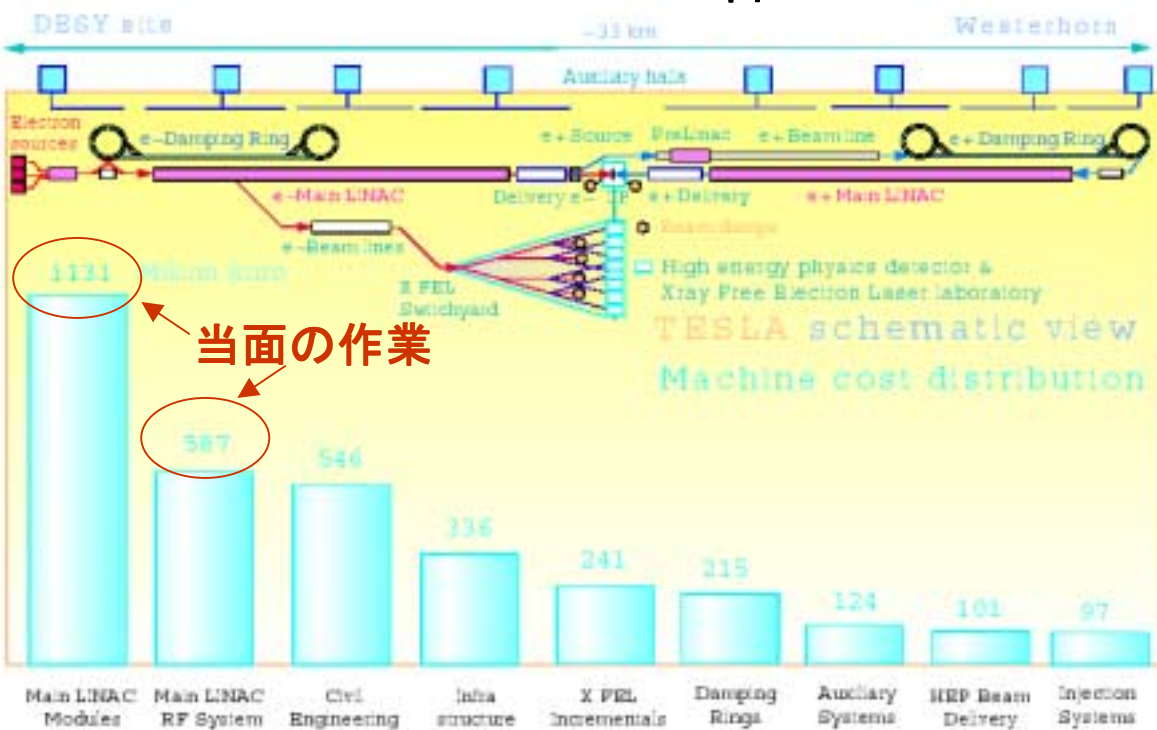 DESY site
~33 km
Westerhorn
Auxiliary halls
Electron
sources
e-Damping Ring
e+Source
PreLinac
e+Beam line
e+Damping Ring
e-Main LINAC
Delivery e-
IP
e+Delivery
e+Main LINAC
e-Beam lines
X FEL
Switchyard
Beam dumps
High energy physics detector &
Xray Free Electron Laser laboratory
TESLA schematic view
Machine cost distribution
1131 Million Euro
当面の作業
587
546
336
241
215
124
101
97
Main LINAC
Modules
Main LINAC
RF System
Civil
Engineering
Infra
structure
X FEL
Incrementals
Damping
Rings
Auxiliary
Systems
HEP Beam
Delivery
Injection
Systems